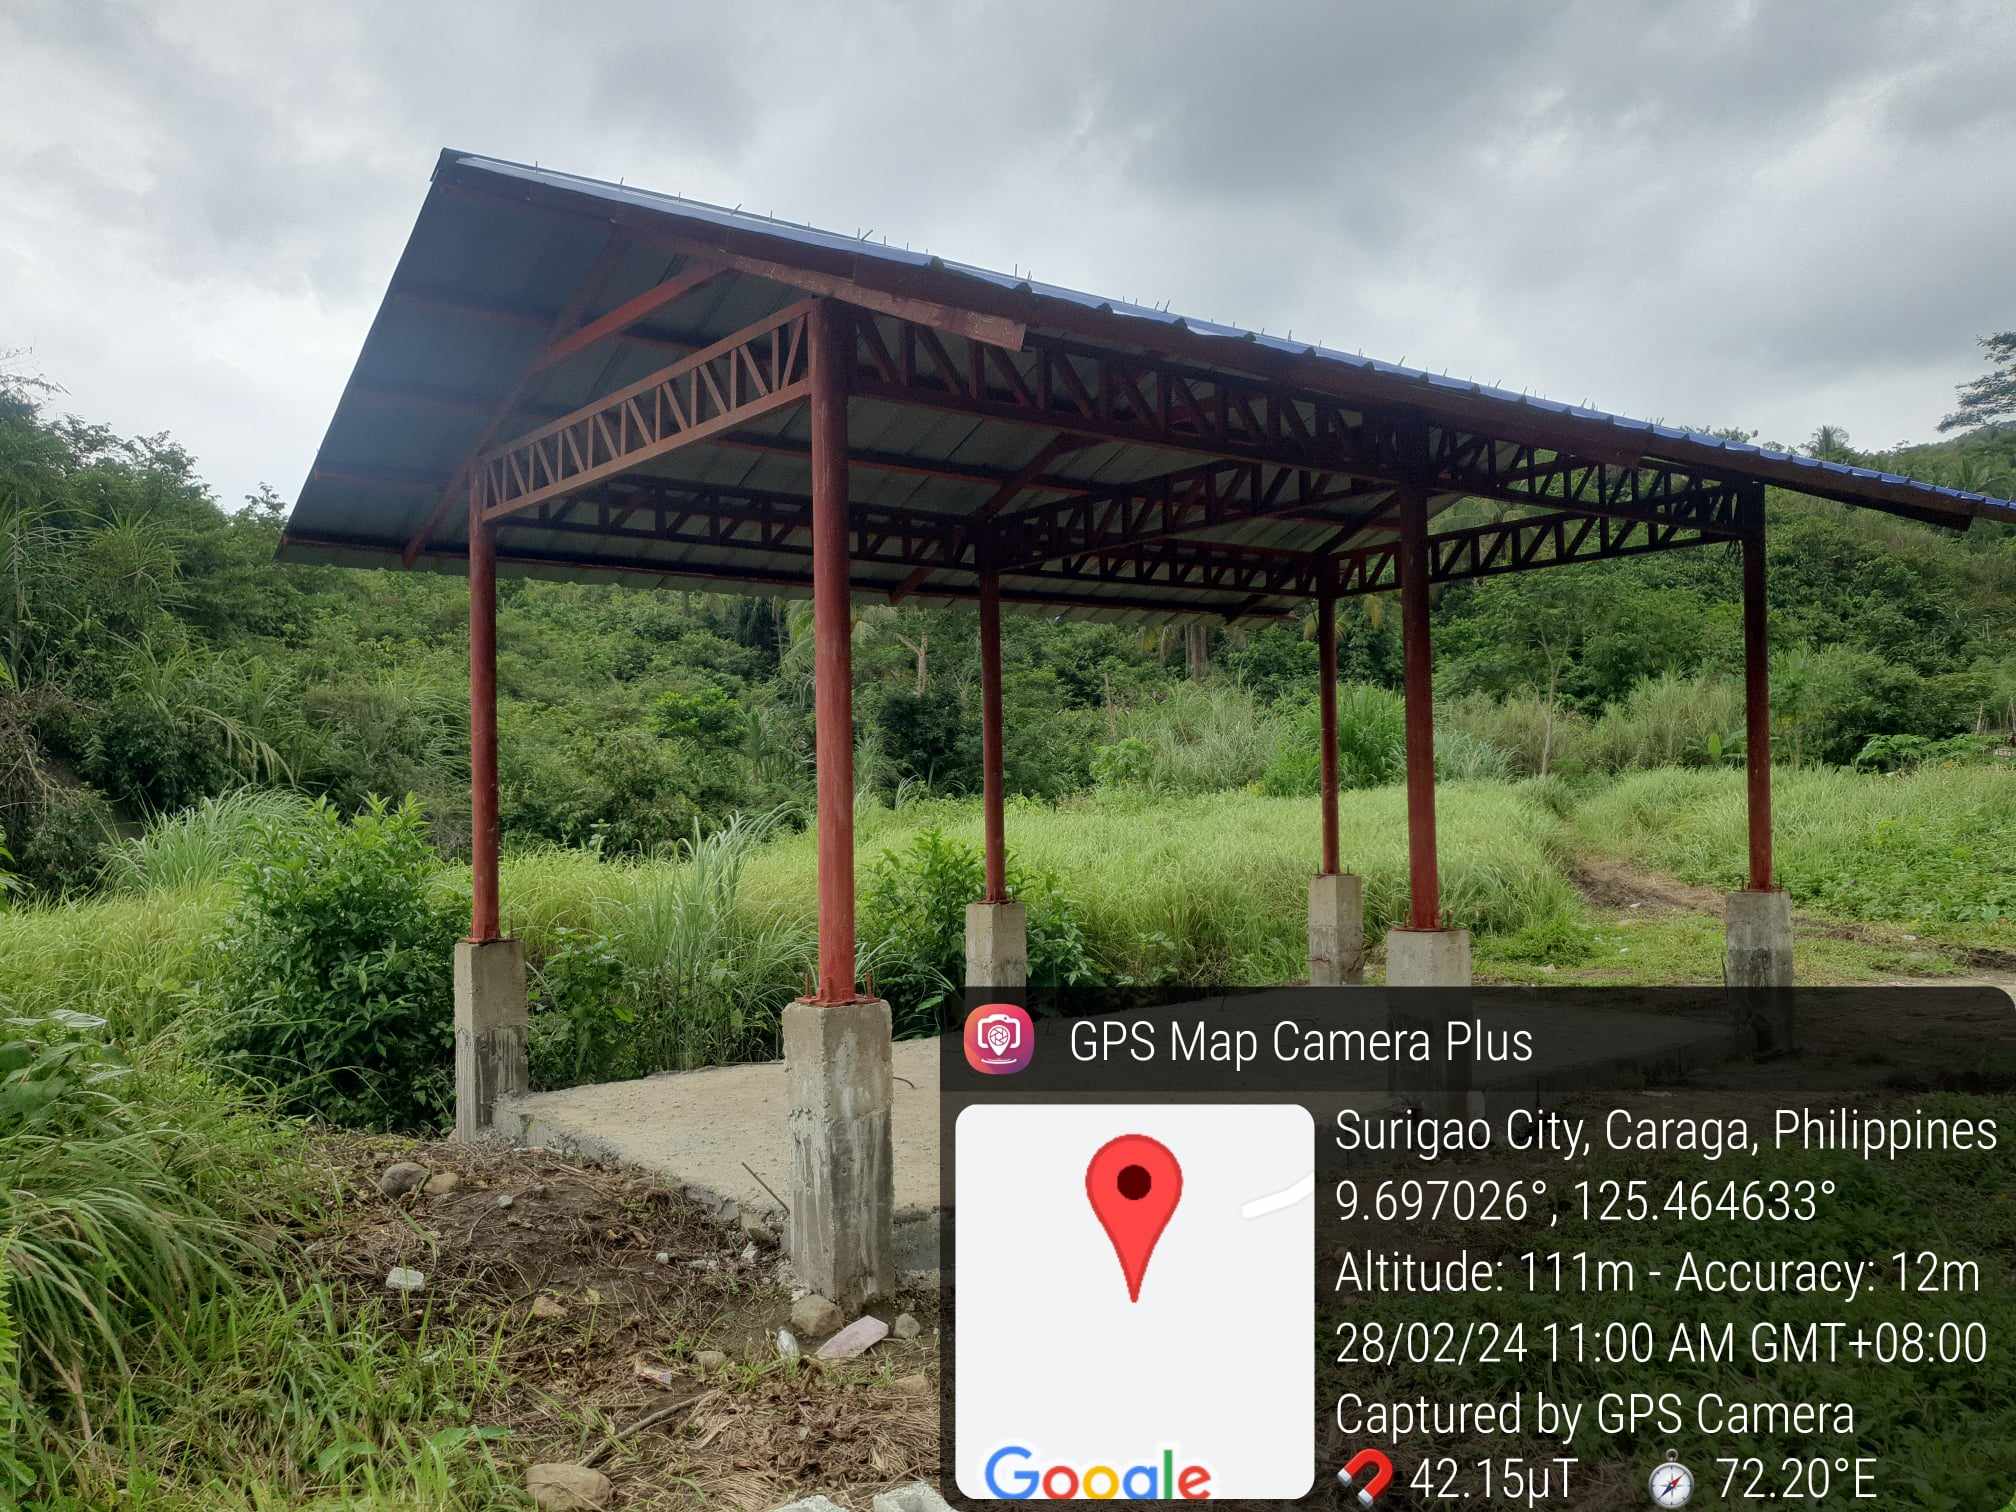 GPS Map Camera Plus
Surigao City, Caraga, Philippines
9.697026°, 125.464633°
Altitude: 111m - Accuracy: 12m
28/02/24 11:00 AM GMT+08:00
Captured by GPS Camera
42.15µT 72.20°E
Google